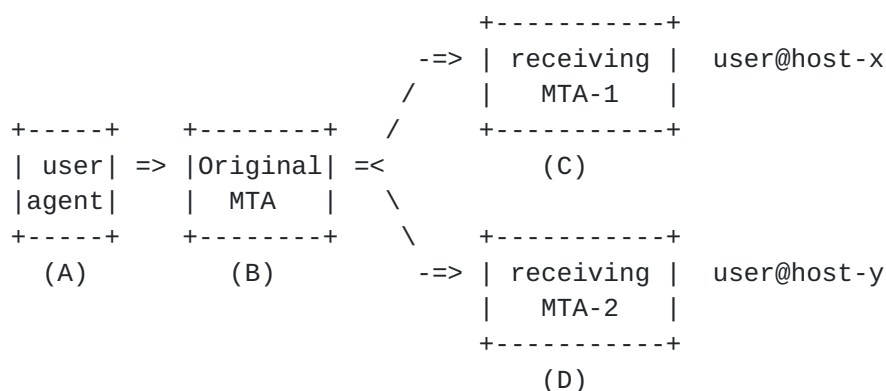 +-----------+
                       -=> | receiving |  user@host-x
                      /    |   MTA-1   |
+-----+    +--------+   /     +-----------+
| user| => |Original| =<          (C)
|agent|    |  MTA   |   \
+-----+    +--------+    \    +-----------+
  (A)         (B)         -=> | receiving |  user@host-y
                              |   MTA-2   |
                              +-----------+
                                  (D)